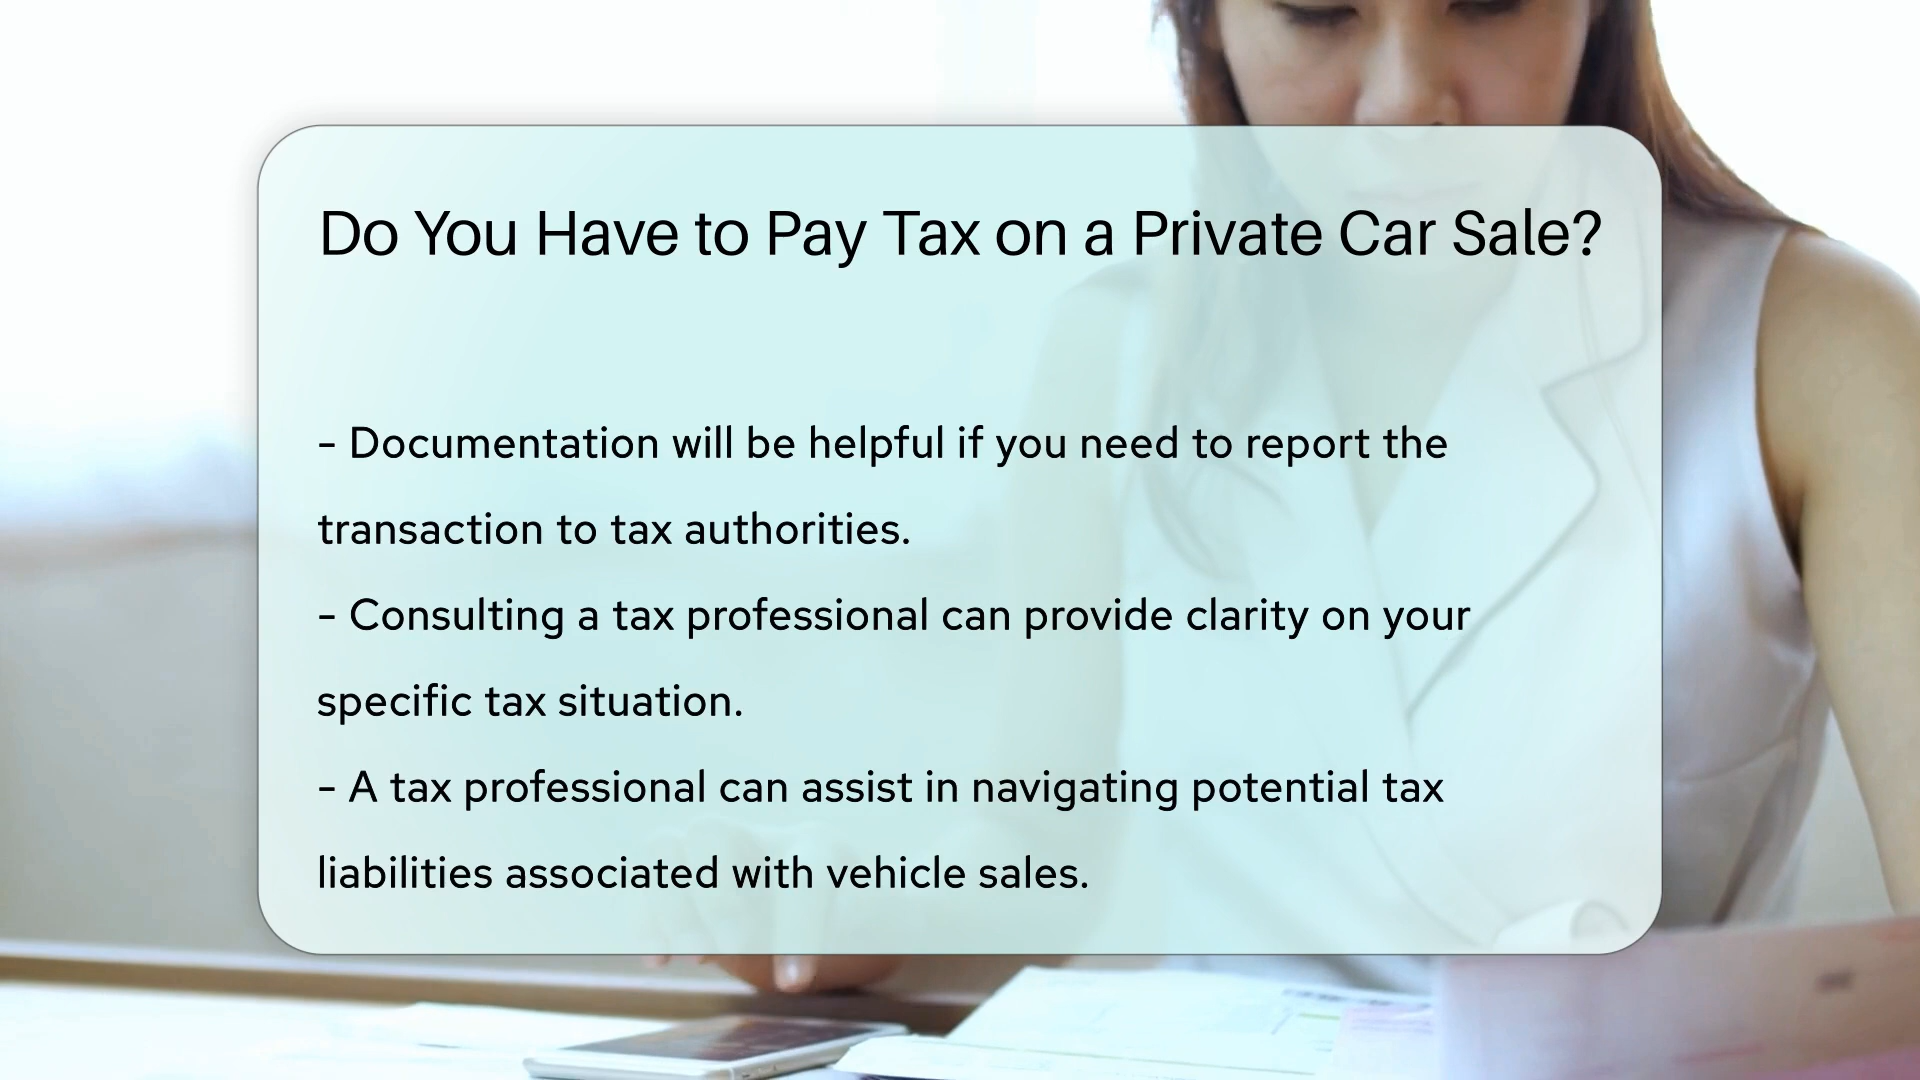 Do You Have to Pay Tax on a Private Car Sale?
- Documentation will be helpful if you need to report the
transaction to tax authorities.
- Consulting a tax professional can provide clarity on your
specific tax situation.
- A tax professional can assist in navigating potential tax
liabilities associated with vehicle sales.